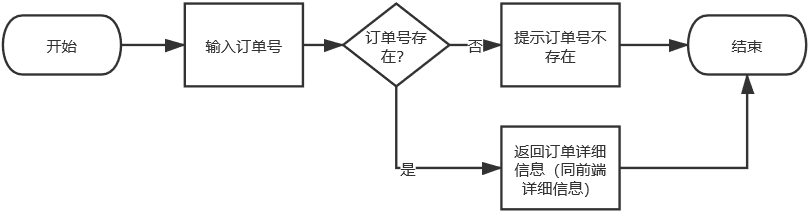 开始
输入订单号
订单号存
在？
否
提示订单号不
存在
结束
是
返回订单详细
信息（同前端
详细信息）